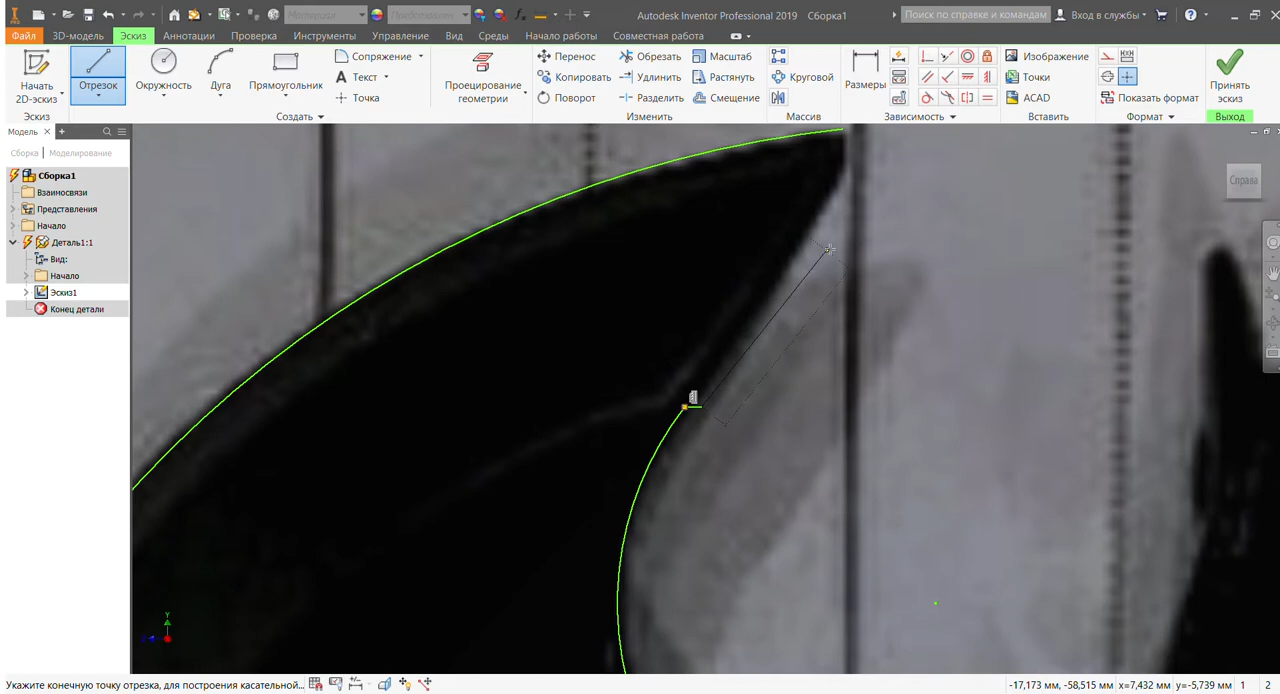 Autodesk Inventor Professional 2019 Сборка1
Поиск по справке и командам
Вход в службы
Файл 3D-модель Эскиз Аннотации Проверка Инструменты Управление Вид Среды Начало работы Совместная работа
Начать 2D-эскиз
Отрезок
Окружность
Дуга
Прямоугольник
Сопряжение
Текст
Точка
Проецирование геометрии
Перенос
Копировать
Поворот
Обрезать
Удлинить
Разделить
Масштаб
Растянуть
Смещение
Круговой
Размеры
Изображение
Точки
ACAD
Показать формат
Принять эскиз
Эскиз Создать Изменить Массив Зависимость Вставить Формат Выход
Модель
Сборка Моделирование
Сборка1
Взаимосвязи
Представления
Начало
Деталь1:1
Вид:
Начало
Эскиз1
Конец детали
Справа
Y
Укажите конечную точку отрезка, для построения касательной...
-17,173 мм, -58,515 мм x=7,432 мм y=-5,739 мм 1 2